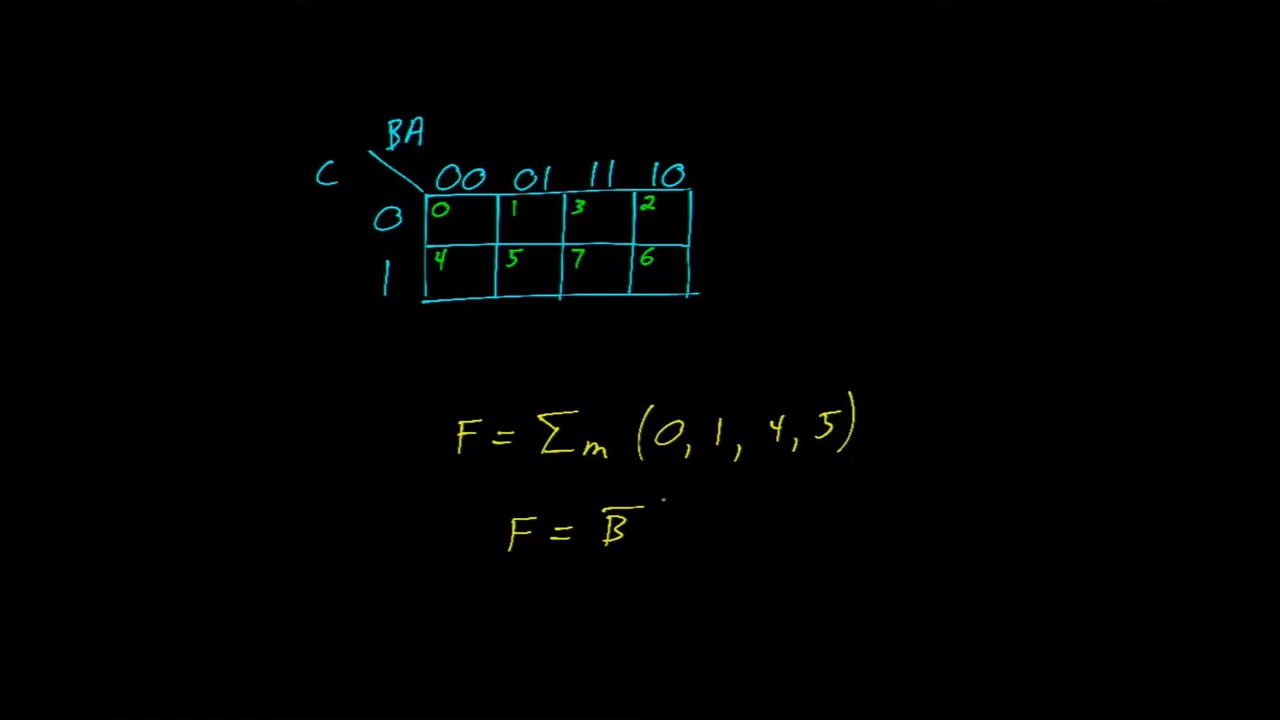 BA
C 00 01 11 10
0 0 1 3 2
1 4 5 7 6
F = Σm (0, 1, 4, 5)
F = B̅